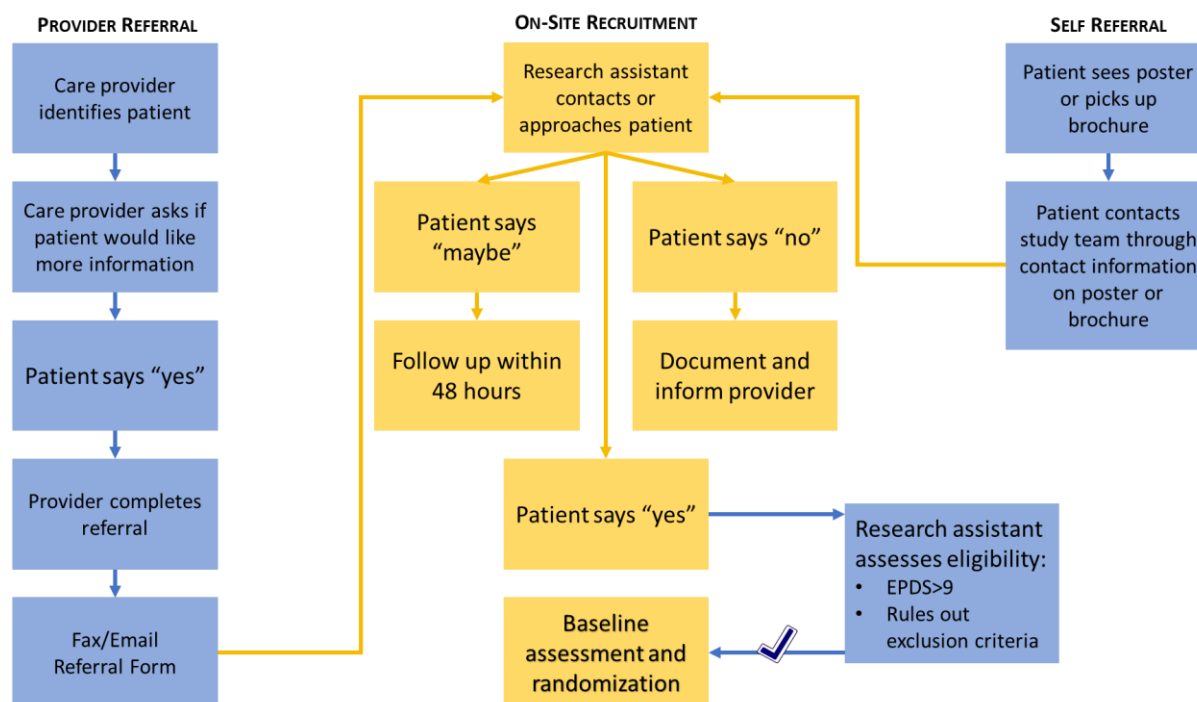 PROVIDER REFERRAL
Care provider
identifies patient
Care provider asks if
patient would like
more information
Patient says “yes”
Provider completes
referral
Fax/Email
Referral Form
ON-SITE RECRUITMENT
Research assistant
contacts or
approaches patient
Patient says
“maybe”
Follow up within
48 hours
Patient says “no”
Document and
inform provider
Patient says “yes”
Research assistant
assesses eligibility:
• EPDS>9
• Rules out
exclusion criteria
Baseline
assessment and
randomization
SELF REFERRAL
Patient sees poster
or picks up
brochure
Patient contacts
study team through
contact information
on poster or
brochure